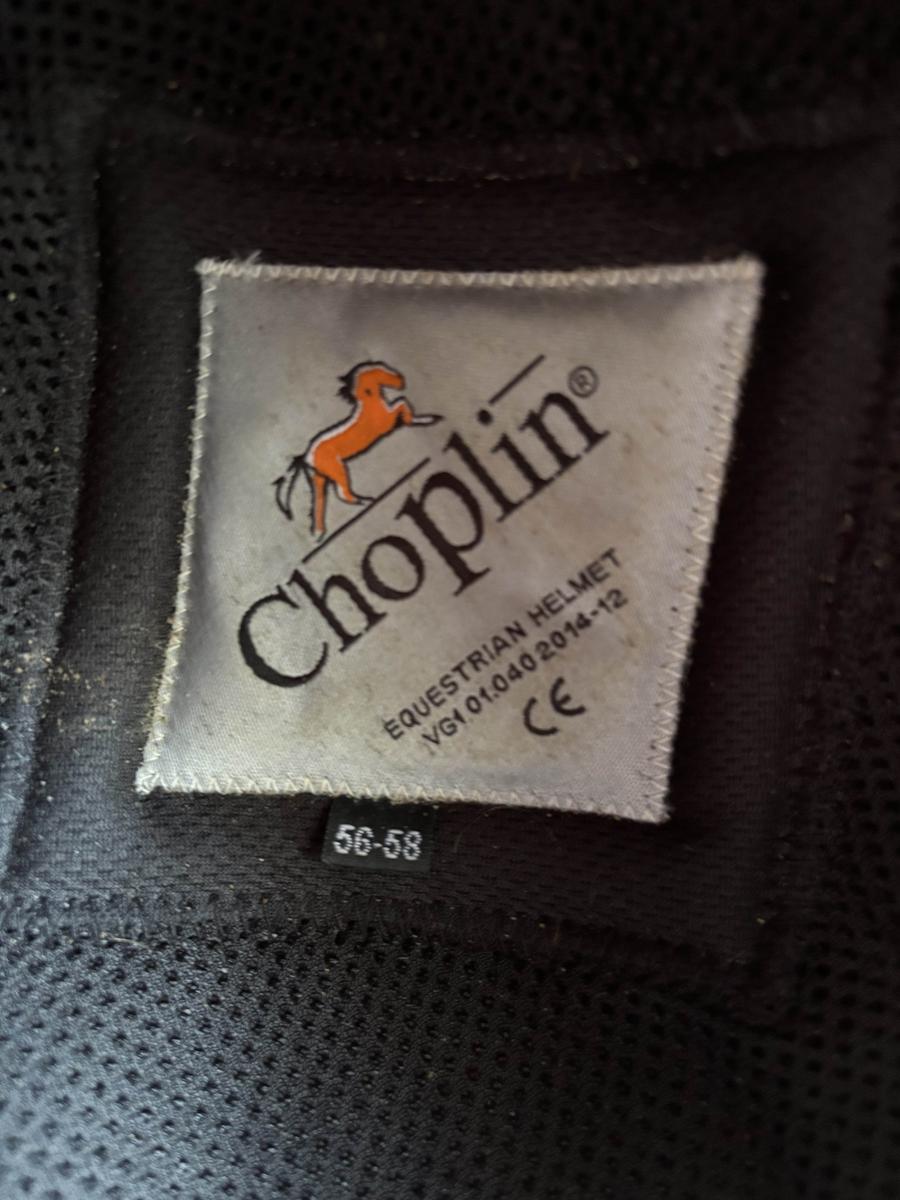 Choplin®
EQUESTRIAN HELMET
VG1 01.040 2014-12
CE
56-58